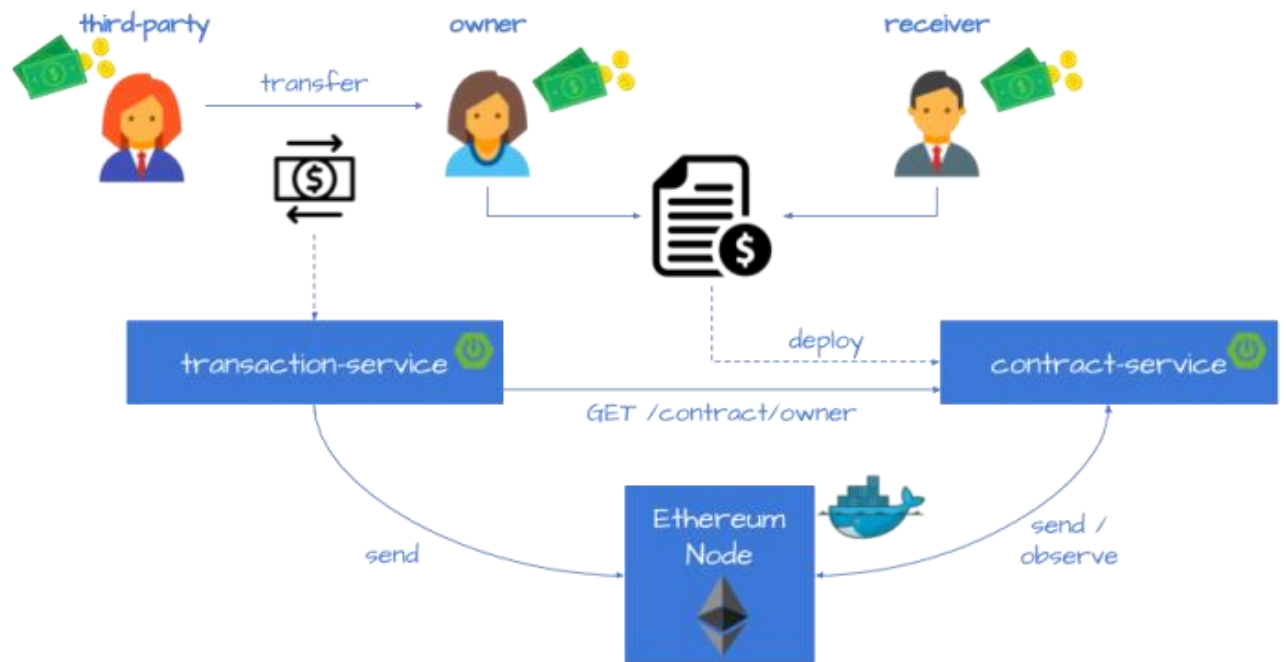 third-party
owner
receiver
transfer
$
$
deploy
transaction-service
contract-service
GET /contract/owner
Ethereum
Node
send
send /
observe